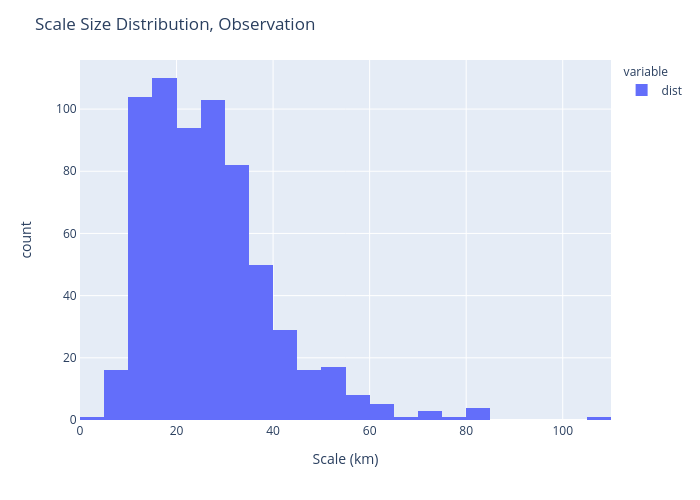 Scale Size Distribution, Observation
variable
dist
100
80
60
40
20
0
count
0 20 40 60 80 100
Scale (km)